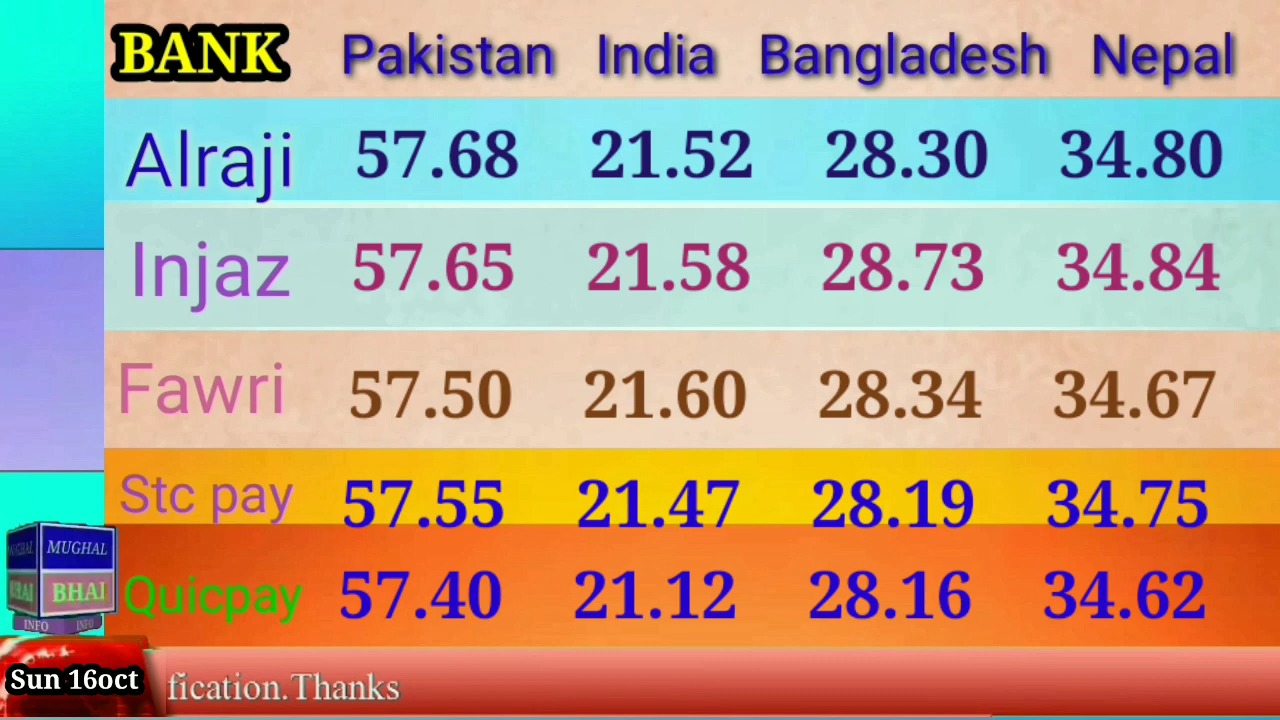 BANK Pakistan India Bangladesh Nepal
Alraji 57.68 21.52 28.30 34.80
Injaz 57.65 21.58 28.73 34.84
Fawri 57.50 21.60 28.34 34.67
Stc pay 57.55 21.47 28.19 34.75
MUGHAL
BHAI
INFO INFO
Quicpay 57.40 21.12 28.16 34.62
Sun 16oct fication.Thanks